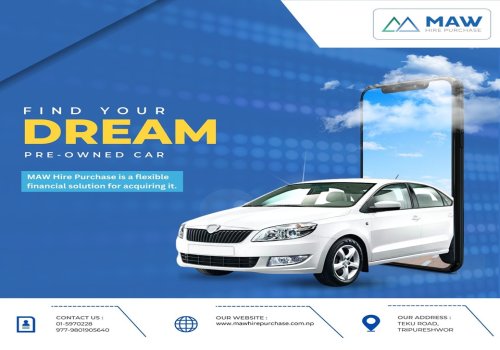 MAW
HIRE PURCHASE
FIND YOUR
DREAM
PRE-OWNED CAR
MAW Hire Purchase is a flexible
financial solution for acquiring it.
CONTACT US
01-5970228
977-9801905640
OUR WEBSITE :
www.mawhirepurchase.com.np
OUR ADDRESS :
TEKU ROAD,
TRIPURESHWOR